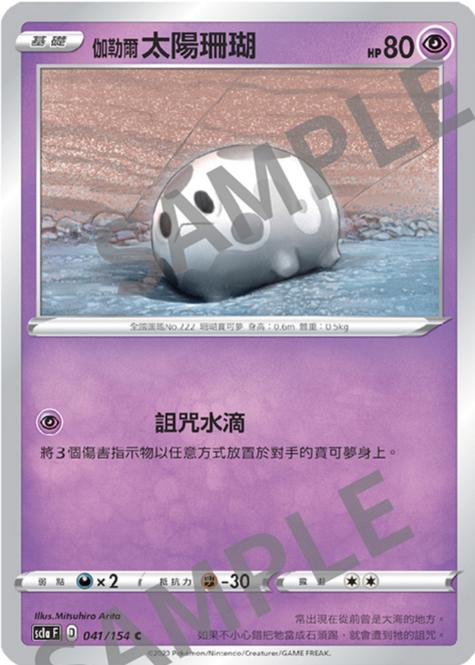 基礎 伽勒爾 太陽珊瑚 HP 80
全國圖鑑No.222 珊瑚寶可夢 身高：0.6m 體重：0.5kg
詛咒水滴
將3個傷害指示物以任意方式放置於對手的寶可夢身上。
弱點 ×2 抵抗力 -30 撤退
Illus.Mitsuhiro Arita
sc1a F D 041/154 C
常出現在從前曾是大海的地方。
如果不小心錯把牠當成石頭踢，就會遭到牠的詛咒。
©2023 Pokémon/Nintendo/Creatures/GAME FREAK.
SAMPLE
SAMPLE